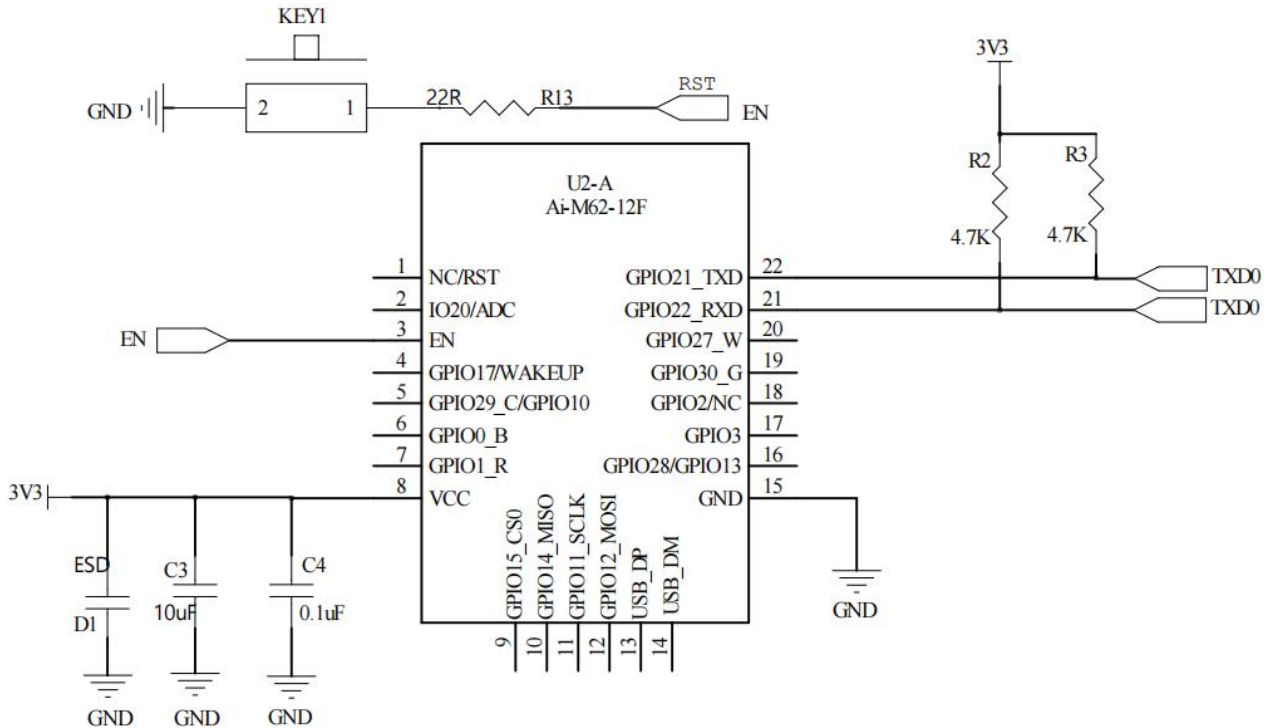 KEY1
GND 2 1 22R R13 RST EN
3V3
R2 R3
4.7K 4.7K
U2-A
Ai-M62-12F
1 NC/RST
2 IO20/ADC
EN 3 EN
4 GPIO17/WAKEUP
5 GPIO29_C/GPIO10
6 GPIO0_B
7 GPIO1_R
3V3 8 VCC
GPIO21_TXD 22 TXD0
GPIO22_RXD 21 TXD0
GPIO27_W 20
GPIO30_G 19
GPIO2/NC 18
GPIO3 17
GPIO28/GPIO13 16
GND 15
GND
GPIO15_CS0 9
GPIO14_MISO 10
GPIO11_SCLK 11
GPIO12_MOSI 12
USB_DP 13
USB_DM 14
ESD
D1
GND
C3
10uF
GND
C4
0.1uF
GND